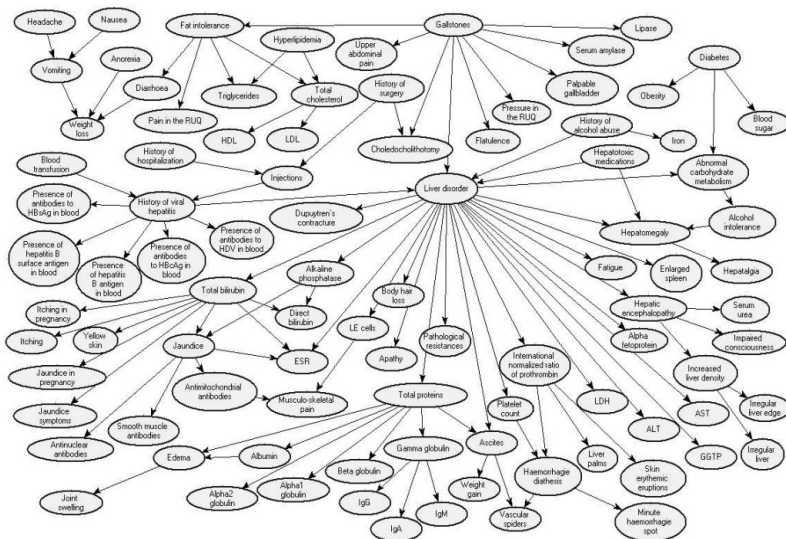 Headache
Nausea
Fat intolerance
Gallstones
Lipase
Hyperlipidemia
Upper
abdominal
pain
Serum amylase
Vomiting
Anorexia
Diabetes
Diarrhoea
Triglycerides
Total
cholesterol
History of
surgery
Palpable
gallbladder
Obesity
Weight
loss
Pain in the RUQ
HDL
LDL
Pressure in
the RUQ
Flatulence
Blood
sugar
History of
alcohol abuse
Iron
Choledocholithotomy
History of
hospitalization
Hepatotoxic
medications
Blood
transfusion
Injections
Abnormal
carbohydrate
metabolism
Liver disorder
Presence of
antibodies to
HBsAg in blood
History of viral
hepatitis
Presence of
antibodies to
HDV in blood
Dupuytren's
contracture
Hepatomegaly
Alcohol
intolerance
Presence of
hepatitis B
surface antigen
in blood
Presence
of hepatitis
B antigen
in blood
Presence of
antibodies
to HBcAg
in blood
Alkaline
phosphatase
Fatigue
Enlarged
spleen
Hepatalgia
Total bilirubin
Body hair
loss
Itching in
pregnancy
Direct
bilirubin
Hepatic
encephalopathy
Serum
urea
Itching
Yellow
skin
Jaundice
LE cells
Pathological
resistances
Alpha
fetoprotein
Impaired
consciousness
ESR
Apathy
International
normalized ratio
of prothrombin
Jaundice in
pregnancy
Increased
liver density
Antimitochondrial
antibodies
Musculo-skeletal
pain
Total proteins
Platelet
count
LDH
AST
Irregular
liver edge
Jaundice
symptoms
Smooth muscle
antibodies
ALT
Antinuclear
antibodies
Edema
Albumin
Gamma
globulin
Ascites
Liver
palms
GGTP
Irregular
liver
Beta globulin
Haemorrhagie
diathesis
Skin
erythemic
eruptions
Joint
swelling
Alpha2
globulin
Alpha1
globulin
IgG
Weight
gain
IgA
IgM
Vascular
spiders
Minute
haemorrhagie
spot